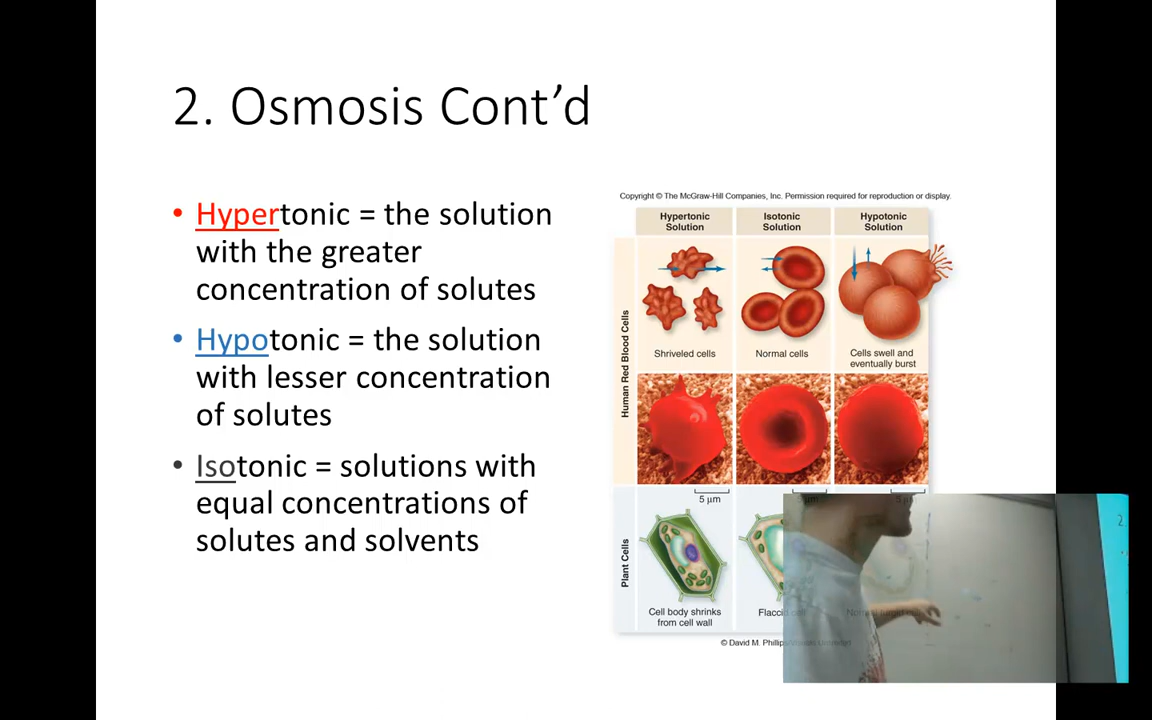 2. Osmosis Cont’d
• Hypertonic = the solution
with the greater
concentration of solutes
• Hypotonic = the solution
with lesser concentration
of solutes
• Isotonic = solutions with
equal concentrations of
solutes and solvents
Copyright © The McGraw-Hill Companies, Inc. Permission required for reproduction or display.
Hypertonic
Solution
Isotonic
Solution
Hypotonic
Solution
Human Red Blood Cells
Shriveled cells
Normal cells
Cells swell and
eventually burst
5 µm
Plant Cells
Cell body shrinks
from cell wall
Flaccid cell
© David M. Phillips
2